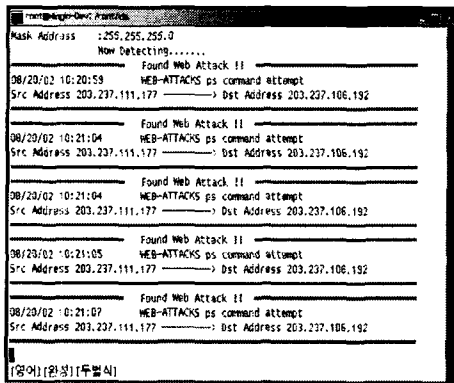 Mask Address :255.255.255.0
Now Detecting.......
Found Web Attack !!
08/20/02 10:20:59 WEB-ATTACKS ps command attempt
Src Address 203.237.111.177 ————> Dst Address 203.237.106.192
Found Web Attack !!
08/20/02 10:21:04 WEB-ATTACKS ps command attempt
Src Address 203.237.111.177 ————> Dst Address 203.237.106.192
Found Web Attack !!
08/20/02 10:21:04 WEB-ATTACKS ps command attempt
Src Address 203.237.111.177 ————> Dst Address 203.237.106.192
Found Web Attack !!
08/20/02 10:21:05 WEB-ATTACKS ps command attempt
Src Address 203.237.111.177 ————> Dst Address 203.237.106.192
Found Web Attack !!
08/20/02 10:21:07 WEB-ATTACKS ps command attempt
Src Address 203.237.111.177 ————> Dst Address 203.237.106.192
[영어][완성][두벌식]